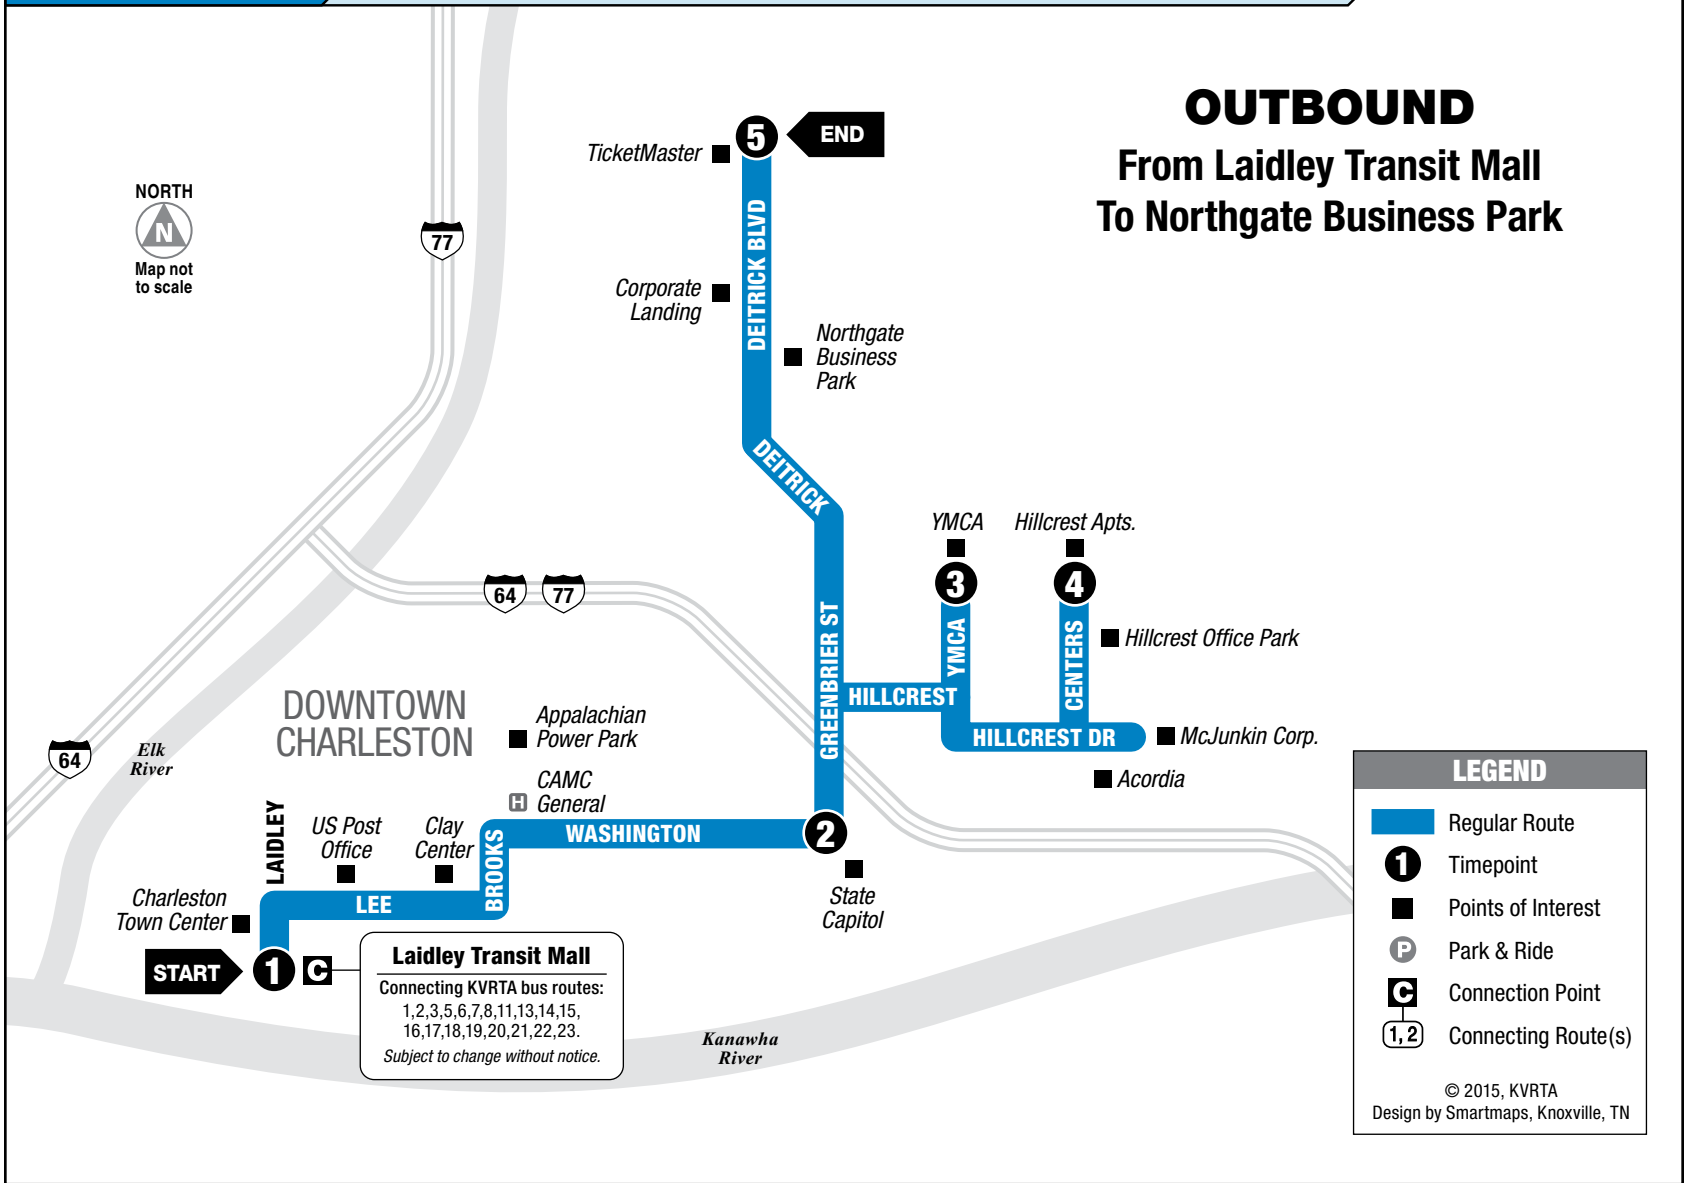 OUTBOUND
From Laidley Transit Mall
To Northgate Business Park
NORTH
N
Map not
to scale
77
TicketMaster
5
END
DEITRICK BLVD
Corporate
Landing
Northgate
Business
Park
DEITRICK
YMCA
Hillcrest Apts.
3
4
64
77
GREENBRIER ST
YMCA
CENTERS
Hillcrest Office Park
HILLCREST
HILLCREST DR
McJunkin Corp.
Acordia
DOWNTOWN
CHARLESTON
Appalachian
Power Park
64
Elk
River
H
CAMC
General
LAIDLEY
US Post
Office
Clay
Center
BROOKS
WASHINGTON
2
State
Capitol
Charleston
Town Center
LEE
START
1
C
Laidley Transit Mall
Connecting KVRTA bus routes:
1,2,3,5,6,7,8,11,13,14,15,
16,17,18,19,20,21,22,23.
Subject to change without notice.
Kanawha
River
LEGEND
Regular Route
1
Timepoint
Points of Interest
P
Park & Ride
C
Connection Point
1, 2
Connecting Route(s)
© 2015, KVRTA
Design by Smartmaps, Knoxville, TN